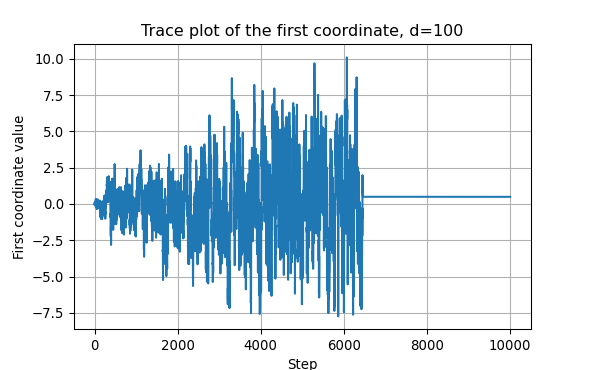 Trace plot of the first coordinate, d=100
First coordinate value
10.0
7.5
5.0
2.5
0.0
−2.5
−5.0
−7.5
0 2000 4000 6000 8000 10000
Step